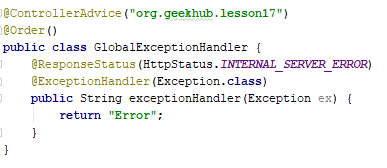 @ControllerAdvice("org.geekhub.lesson17")
@Order()
public class GlobalExceptionHandler {
@ResponseStatus(HttpStatus.INTERNAL_SERVER_ERROR)
@ExceptionHandler(Exception.class)
public String exceptionHandler(Exception ex) {
return "Error";
}
}